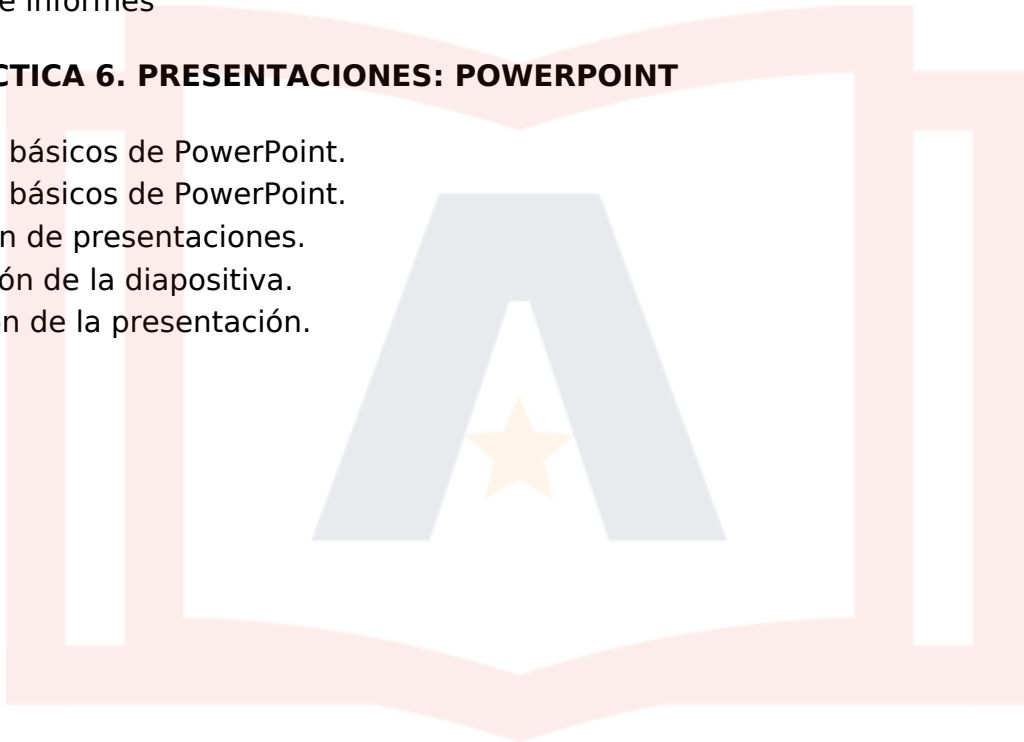 e informes
CTICA 6. PRESENTACIONES: POWERPOINT
básicos de PowerPoint.
básicos de PowerPoint.
n de presentaciones.
ón de la diapositiva.
n de la presentación.